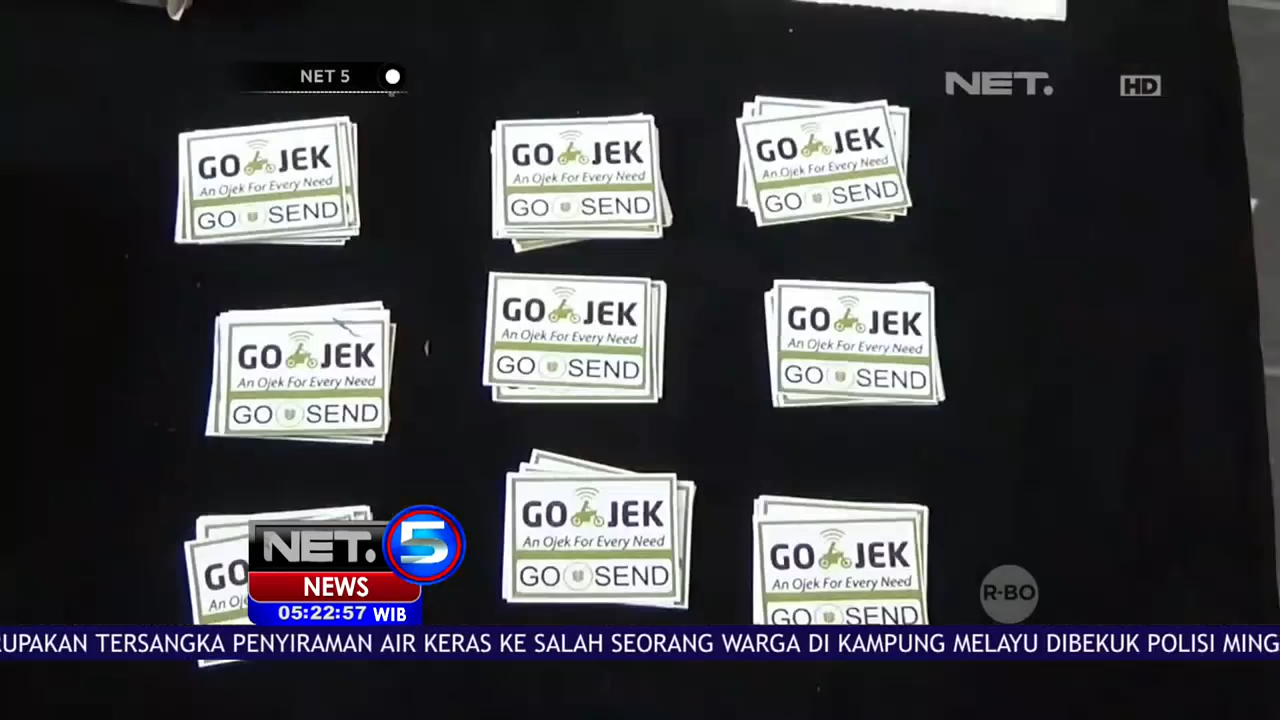 NET 5
NET.
HD
GO JEK
An Ojek For Every Need
GO SEND
GO JEK
An Ojek For Every Need
GO SEND
GO JEK
An Ojek For Every Need
GO SEND
GO JEK
An Ojek For Every Need
GO SEND
GO JEK
An Ojek For Every Need
GO SEND
GO JEK
An Ojek For Every Need
GO SEND
GO
GO JEK
An Ojek For Every Need
GO SEND
GO JEK
An Ojek For Every Need
GO SEND
NET. 5
NEWS
05:22:57 WIB
R-BO
RUPAKAN TERSANGKA PENYIRAMAN AIR KERAS KE SALAH SEORANG WARGA DI KAMPUNG MELAYU DIBEKUK POLISI MING